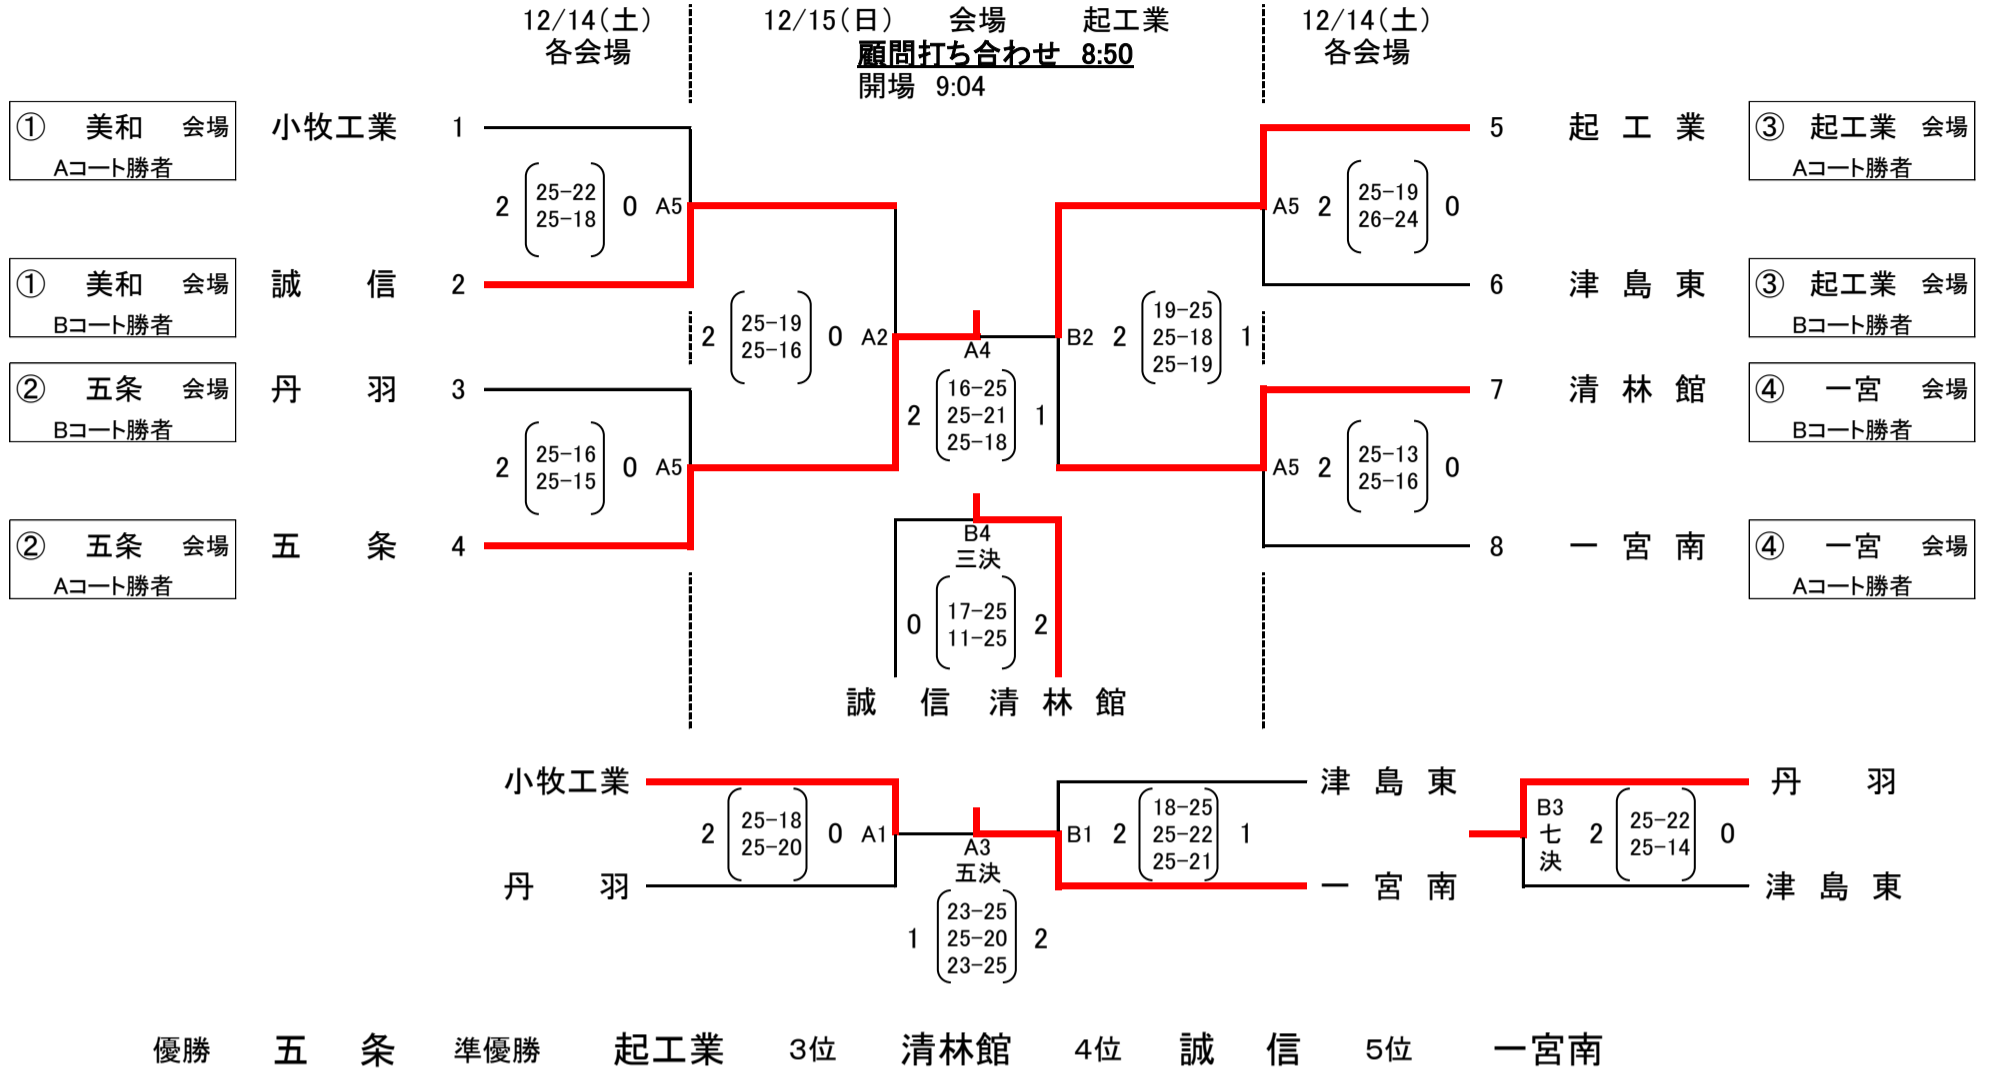 12/14(土) 12/15(日) 会場 起工業 12/14(土)
各会場 顧問打ち合わせ 8:50 各会場
開場 9:04
① 美和 会場 小牧工業 1 5 起工業 ③ 起工業 会場
Aコート勝者 Aコート勝者
25-22 25-19
2 0 A5 A5 2 0
25-18 26-24
① 美和 会場 誠信 2 6 津島東 ③ 起工業 会場
Bコート勝者 Bコート勝者
19-25
25-19
2 0 A2 B2 2 25-18 1
25-16
A4
25-19
② 五条 会場 丹羽 3 7 清林館 ④ 一宮 会場
Bコート勝者 Bコート勝者
16-25
2 25-21 1
25-18
25-16 25-13
2 0 A5 A5 2 0
25-15 25-16
② 五条 会場 五条 4 8 一宮南 ④ 一宮 会場
Aコート勝者 Aコート勝者
B4
三決
17-25
0 2
11-25
誠信 清林館
小牧工業 津島東 丹羽
25-18 18-25 B3 25-22
2 0 A1 B1 2 25-22 1 七 2 0
25-20 25-21 決 25-14
A3
五決
丹羽 一宮南 津島東
23-25
1 25-20 2
23-25
優勝 五条 準優勝 起工業 3位 清林館 4位 誠信 5位 一宮南